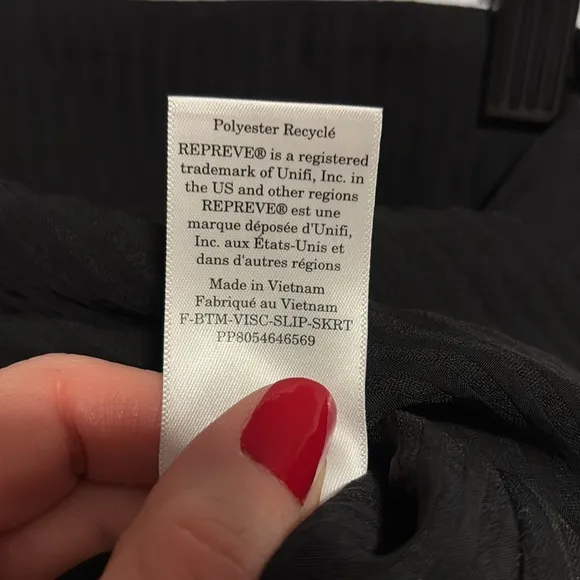 Polyester Recyclé
REPREVE® is a registered
trademark of Unifi, Inc. in
the US and other regions
REPREVE® est une
marque déposée d'Unifi,
Inc. aux États-Unis et
dans d'autres régions
Made in Vietnam
Fabriqué au Vietnam
F-BTM-VISC-SLIP-SKRT
PP8054646569